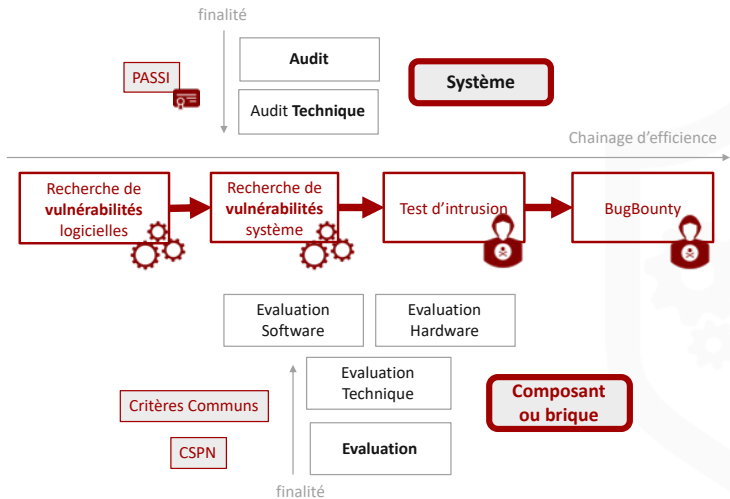 finalité
Audit
PASSI
Système
Audit Technique
Chainage d'efficience
Recherche de
vulnérabilités
logicielles
Recherche de
vulnérabilités
système
Test d'intrusion
BugBounty
Evaluation
Software
Evaluation
Hardware
Evaluation
Technique
Composant
ou brique
Critères Communs
CSPN
Evaluation
finalité